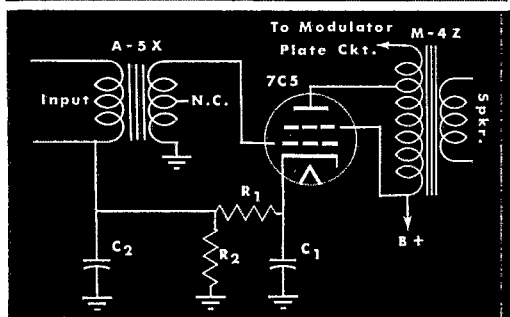 To Modulator
Plate Ckt.
M-4Z
A-5X
7C5
Input
N.C.
Spkr.
R1
R2
C2
C1
B+